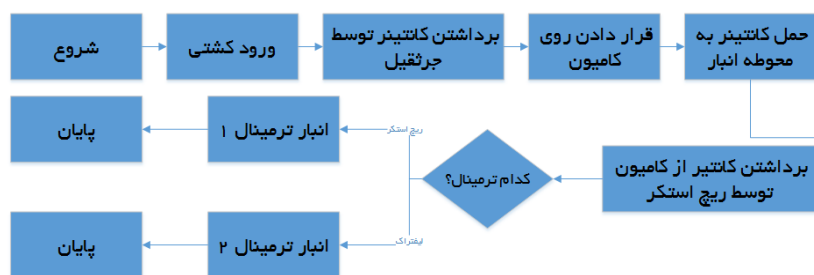 شروع
ورود کشتی
برداشتن کانتینر توسط
جرثقیل
قرار دادن روی
کامیون
حمل کانتینر به
محوطه انبار
برداشتن کانتیر از کامیون
توسط ریچ استکر
کدام ترمینال؟
ریچ استکر
انبار ترمینال ۱
پایان
لیفتراک
انبار ترمینال ۲
پایان